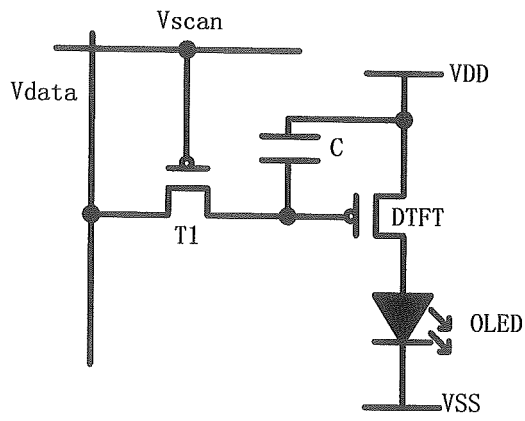 Vscan
Vdata
VDD
C
T1
DTFT
OLED
VSS